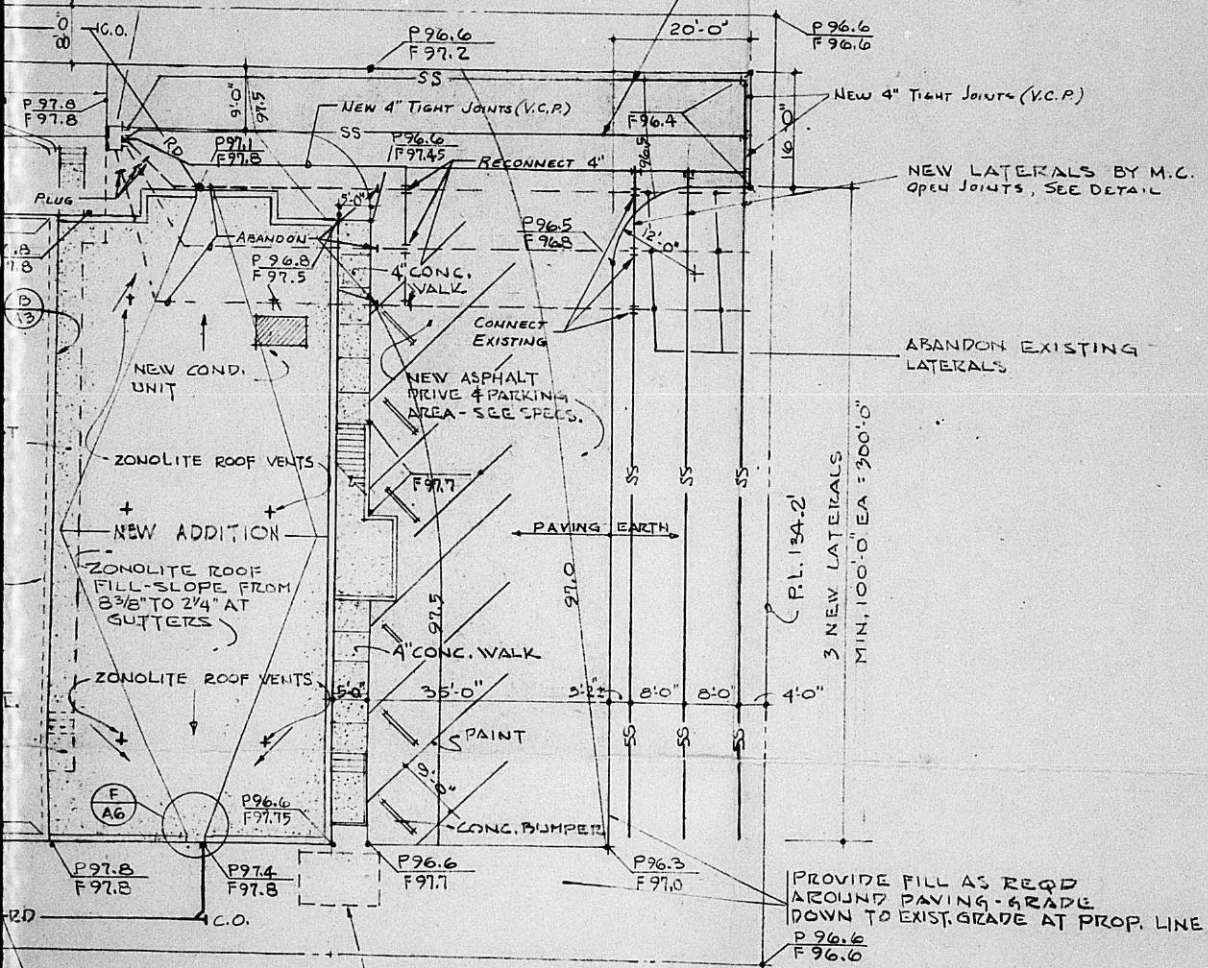 8'-0"
C.O.
P 96.6
F 97.2
20'-0"
P 96.6
F 96.6
SS
P 97.8
F 97.8
9'-0"
97.5
NEW 4" TIGHT JOINTS (V.C.P.)
F 96.4
NEW 4" TIGHT JOINTS (V.C.P.)
16'-0"
SS
RD
P 97.1
F 97.8
P 96.6
F 97.45
RECONNECT 4"
NEW LATERALS BY M.C.
OPEN JOINTS, SEE DETAIL
PLUG
5'-0"
ABANDON
P 96.5
F 96.8
12'-0"
.8
7.8
P 96.8
F 97.5
4" CONC.
WALK
B
A3
CONNECT
EXISTING
ABANDON EXISTING
LATERALS
NEW COND.
UNIT
NEW ASPHALT
DRIVE & PARKING
AREA - SEE SPECS.
T
ZONOLITE ROOF VENTS
F 97.7
SS
SS
SS
NEW ADDITION
PAVING
EARTH
P.L. 134.2'
3 NEW LATERALS
MIN. 100'-0" EA = 300'-0"
ZONOLITE ROOF
FILL-SLOPE FROM
8 3/8" TO 2 1/4" AT
GUTTERS
97.5
97.0
4" CONC. WALK
ZONOLITE ROOF VENTS
5'-0"
35'-0"
8'-0"
8'-0"
4'-0"
PAINT
SS
SS
SS
9'-0"
F
A6
P 96.6
F 97.75
CONC. BUMPER
P 97.8
F 97.8
P 97.4
F 97.8
P 96.6
F 97.7
P 96.3
F 97.0
PROVIDE FILL AS REQD
AROUND PAVING-GRADE
DOWN TO EXIST. GRADE AT PROP. LINE
RD
C.O.
P 96.6
F 96.6